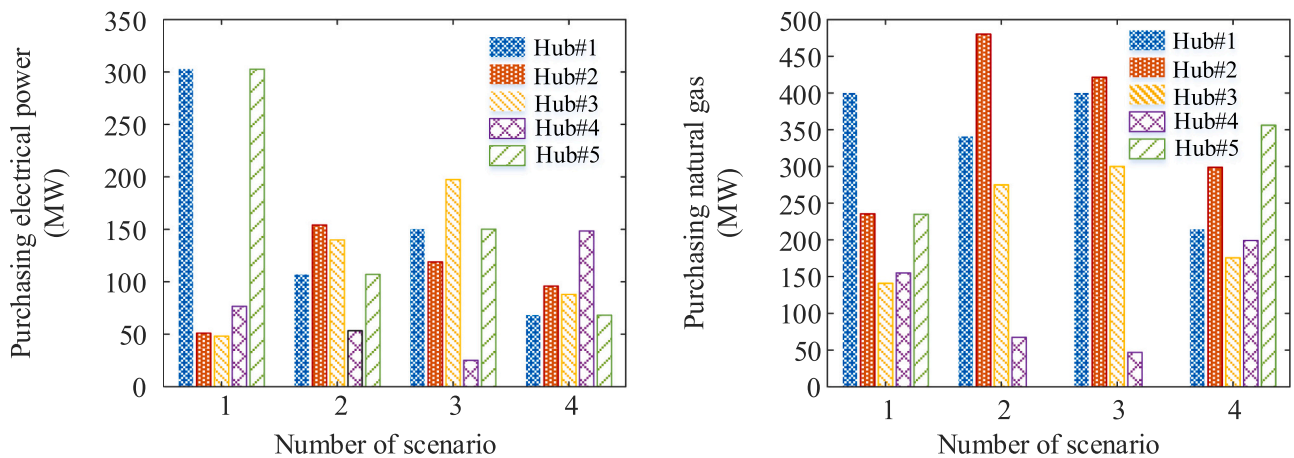 Purchasing electrical power
(MW)
350
300
250
200
150
100
50
0
Hub#1
Hub#2
Hub#3
Hub#4
Hub#5
1 2 3 4
Number of scenario
Purchasing natural gas
(MW)
500
450
400
350
300
250
200
150
100
50
0
Hub#1
Hub#2
Hub#3
Hub#4
Hub#5
1 2 3 4
Number of scenario